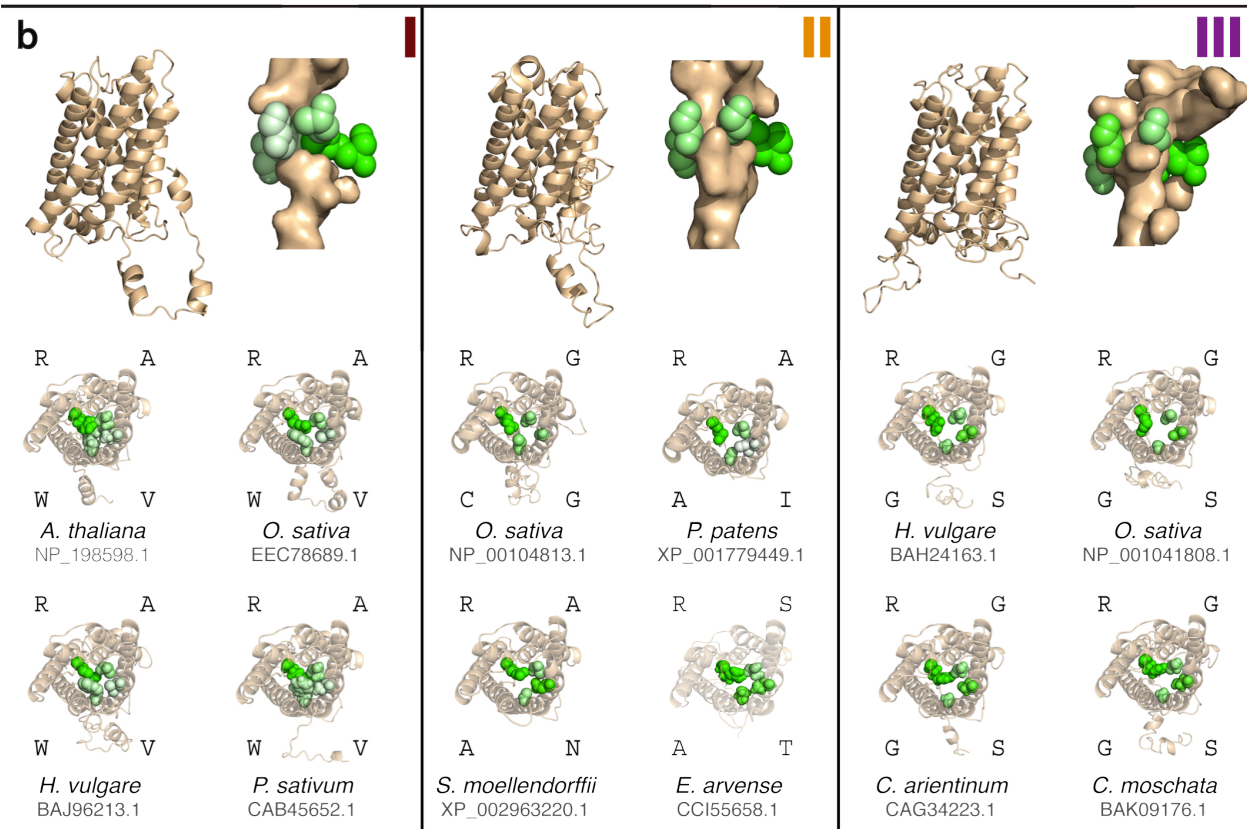 b
I
II
III
R A R A R G R A R G R G
W V W V C G A I G S G S
A. thaliana O. sativa O. sativa P. patens H. vulgare O. sativa
NP_198598.1 EEC78689.1 NP_00104813.1 XP_001779449.1 BAH24163.1 NP_001041808.1
R A R A R A R S R G R G
W V W V A N A T G S G S
H. vulgare P. sativum S. moellendorffii E. arvense C. arientinum C. moschata
BAJ96213.1 CAB45652.1 XP_002963220.1 CCI55658.1 CAG34223.1 BAK09176.1